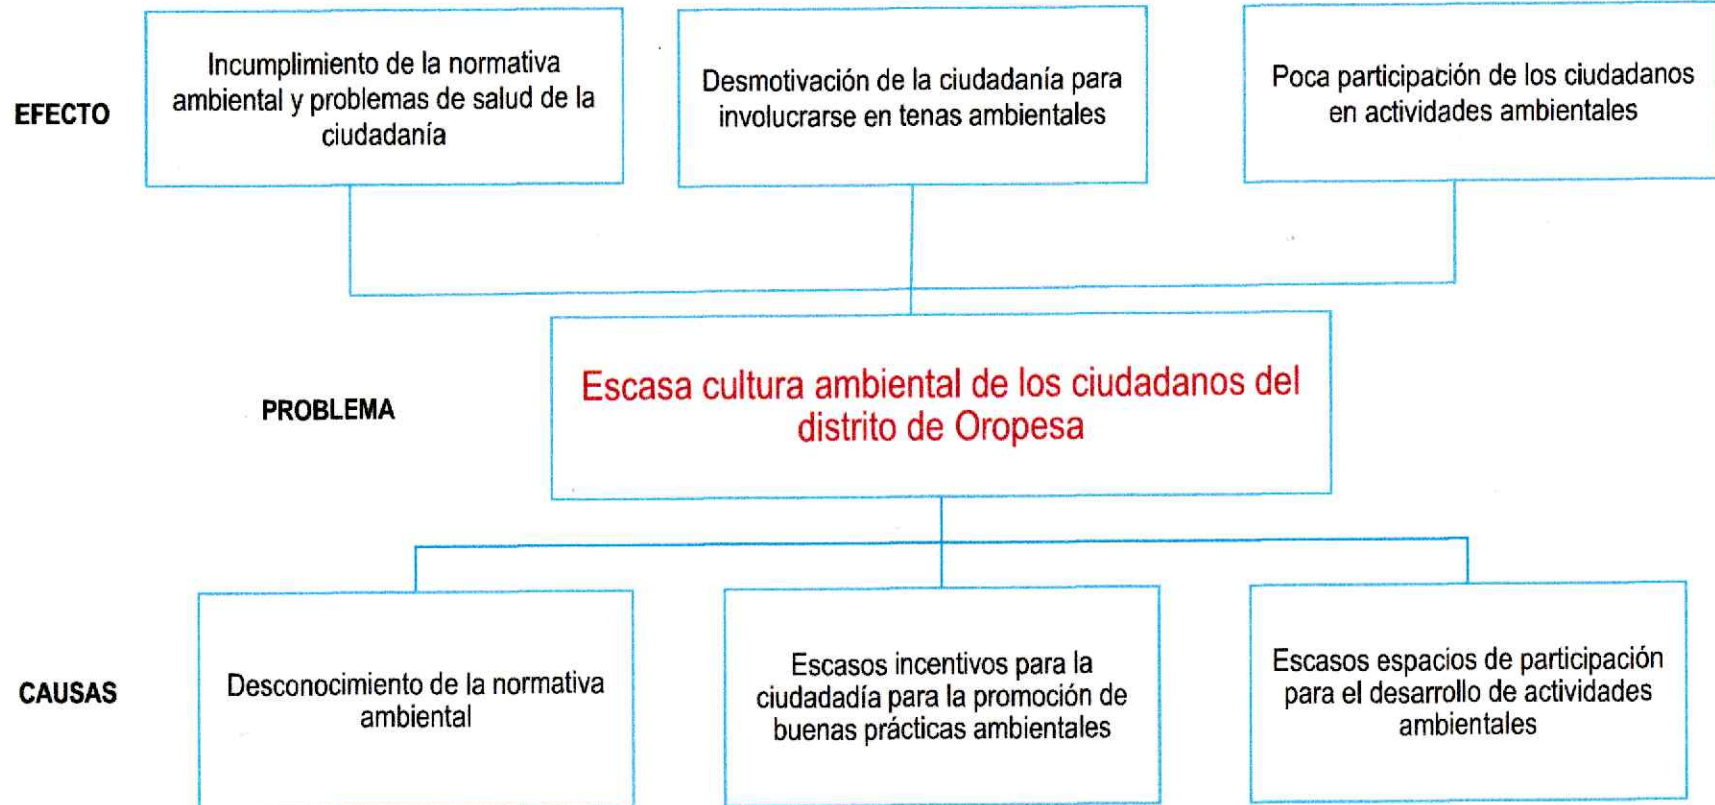 EFECTO
Incumplimiento de la normativa
ambiental y problemas de salud de la
ciudadanía
Desmotivación de la ciudadanía para
involucrarse en tenas ambientales
Poca participación de los ciudadanos
en actividades ambientales
PROBLEMA
Escasa cultura ambiental de los ciudadanos del
distrito de Oropesa
CAUSAS
Desconocimiento de la normativa
ambiental
Escasos incentivos para la
ciudadadía para la promoción de
buenas prácticas ambientales
Escasos espacios de participación
para el desarrollo de actividades
ambientales